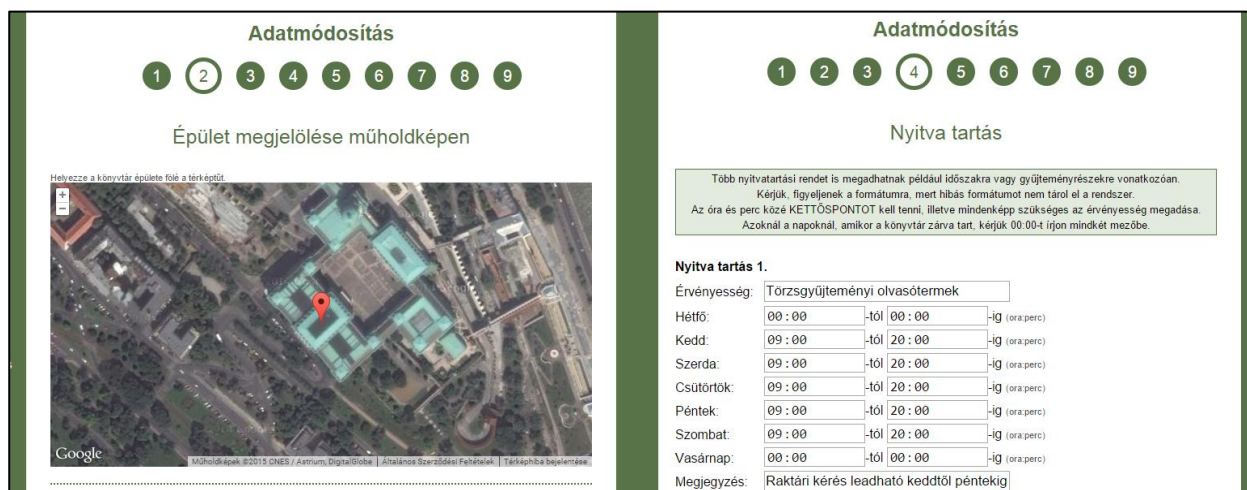 Adatmódosítás
1 2 3 4 5 6 7 8 9
Épület megjelölése műholdképen
Helyezze a könyvtár épülete fölé a térképtűt.
+
-
Google
Műholdképek ©2015 CNES / Astrium, DigitalGlobe Általános Szerződési Feltételek Térképhiba bejelentése
Adatmódosítás
1 2 3 4 5 6 7 8 9
Nyitva tartás
Több nyitvatartási rendet is megadhatnak például időszakra vagy gyűjteményrészekre vonatkozóan.
Kérjük, figyeljenek a formátumra, mert hibás formátumot nem tárol el a rendszer.
Az óra és perc közé KETTŐSPONTOT kell tenni, illetve mindenképp szükséges az érvényesség megadása.
Azoknál a napoknál, amikor a könyvtár zárva tart, kérjük 00:00-t írjon mindkét mezőbe.
Nyitva tartás 1.
Érvényesség: Törzsgyűjteményi olvasótermek
Hétfő: 00:00 -tól 00:00 -ig (ora:perc)
Kedd: 09:00 -tól 20:00 -ig (ora:perc)
Szerda: 09:00 -tól 20:00 -ig (ora:perc)
Csütörtök: 09:00 -tól 20:00 -ig (ora:perc)
Péntek: 09:00 -tól 20:00 -ig (ora:perc)
Szombat: 09:00 -tól 20:00 -ig (ora:perc)
Vasárnap: 00:00 -tól 00:00 -ig (ora:perc)
Megjegyzés: Raktári kérés leadható keddtől péntekig